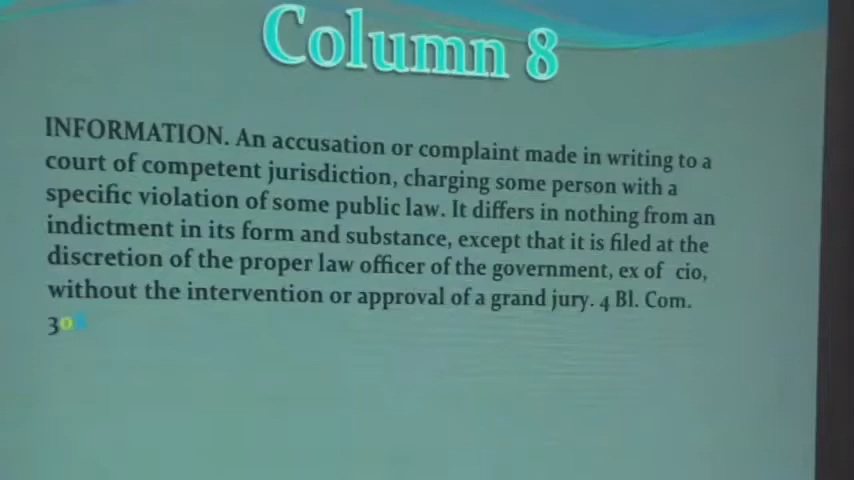 Column 8
INFORMATION. An accusation or complaint made in writing to a
court of competent jurisdiction, charging some person with a
specific violation of some public law. It differs in nothing from an
indictment in its form and substance, except that it is filed at the
discretion of the proper law officer of the government, ex of cio,
without the intervention or approval of a grand jury. 4 Bl. Com.